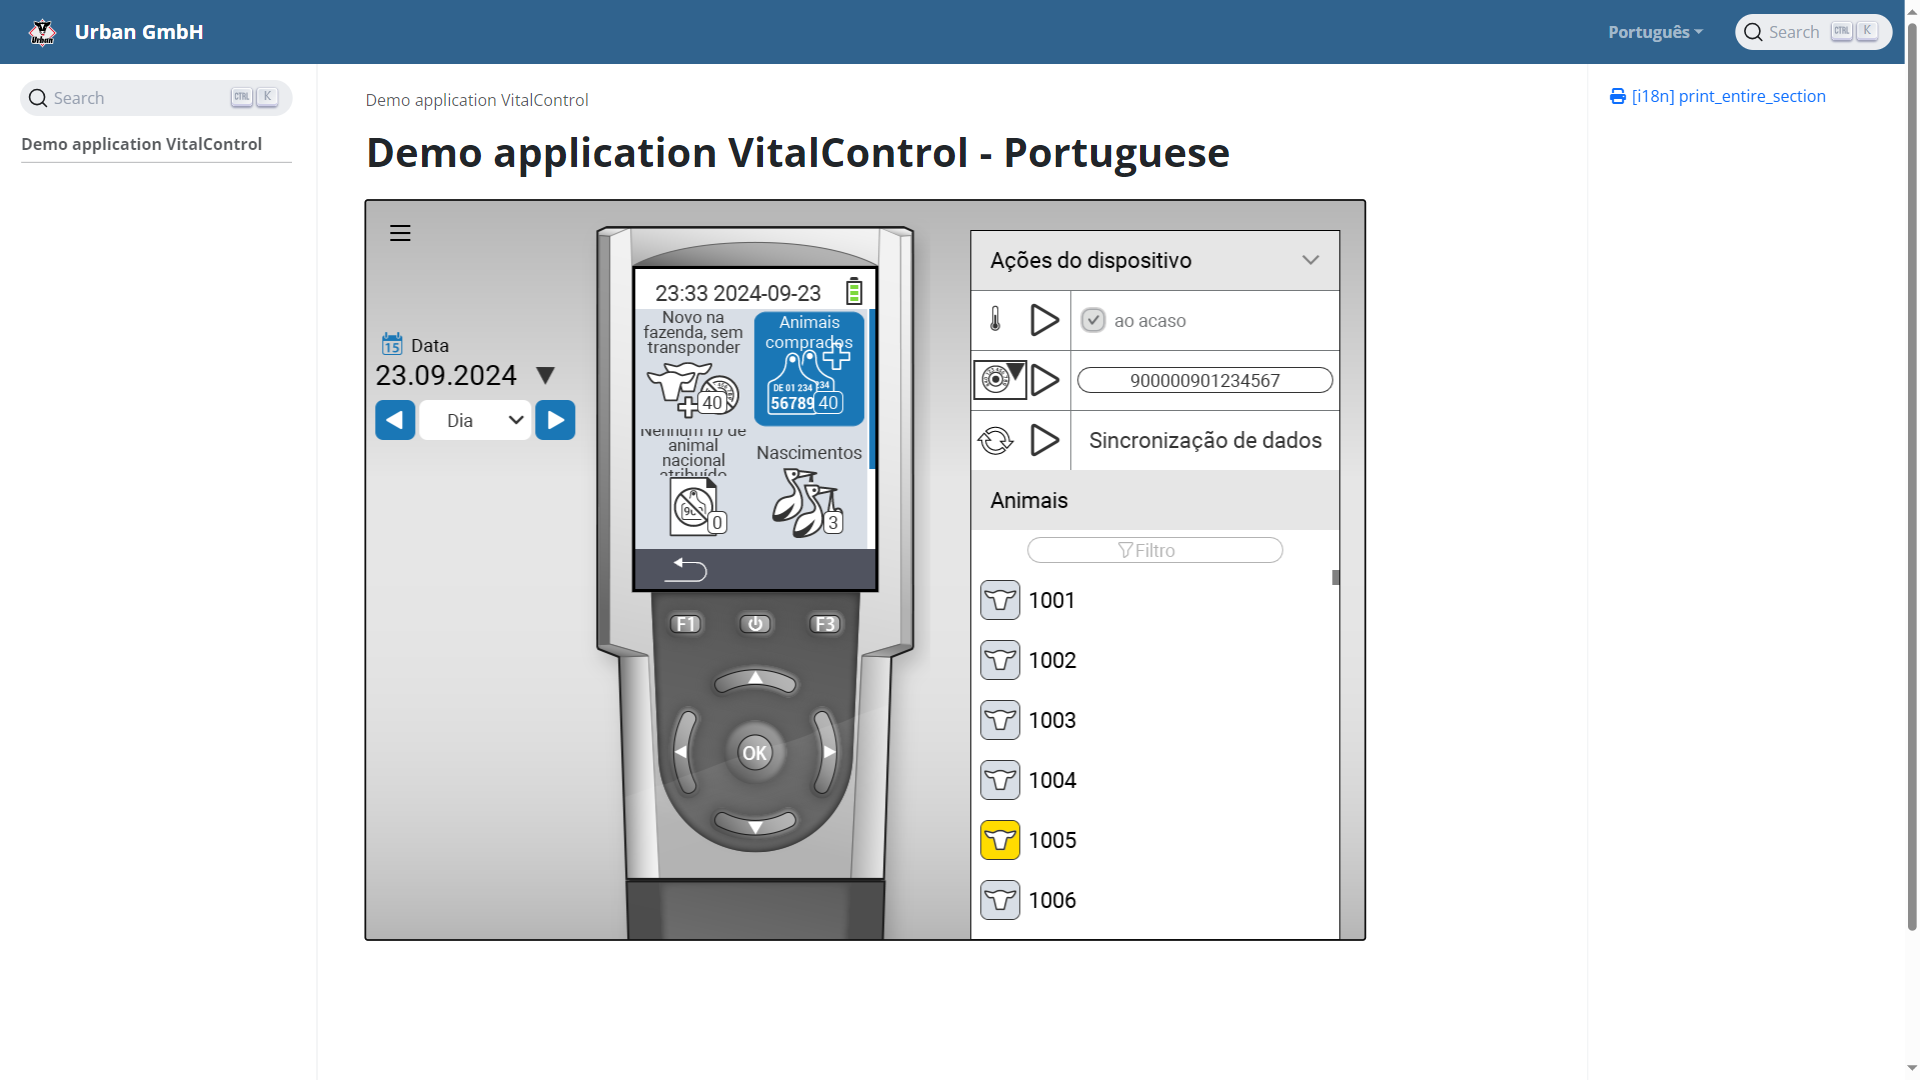 Urban GmbH
Português
Search CTRL K
Search CTRL K
Demo application VitalControl
Demo application VitalControl
[i18n] print_entire_section
Demo application VitalControl - Portuguese
23:33 2024-09-23
Novo na
fazenda, sem
transponder
40
Animais
comprados
DE 01 234
56789
234
40
Nenhum ID de
animal
nacional
atribuído
0
Nascimentos
3
F1
F3
OK
15
Data
23.09.2024
Dia
Ações do dispositivo
ao acaso
900000901234567
Sincronização de dados
Animais
Filtro
1001
1002
1003
1004
1005
1006